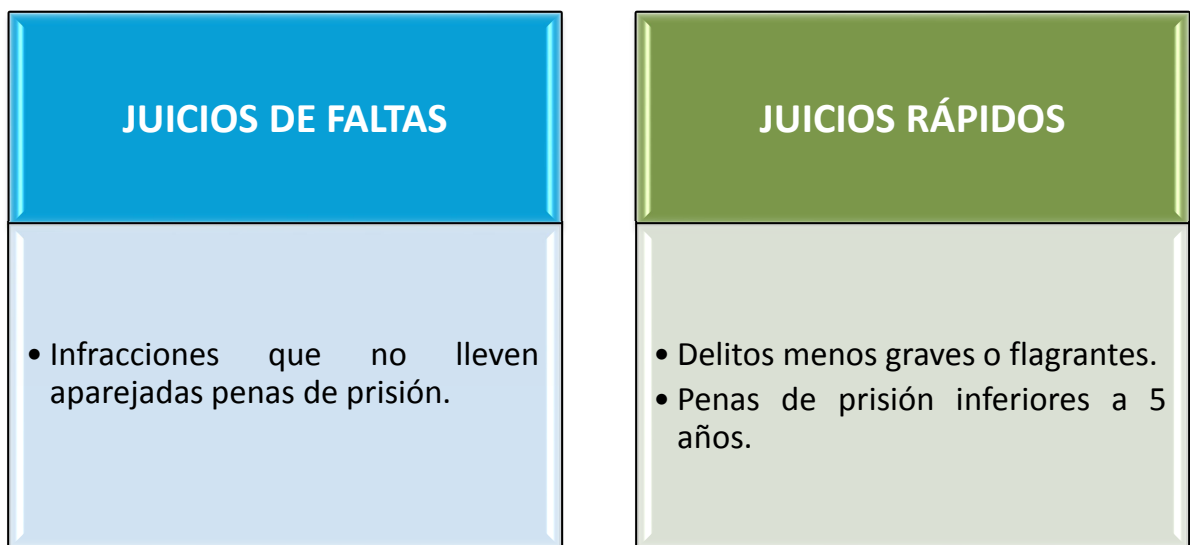 JUICIOS DE FALTAS
• Infracciones que no lleven
aparejadas penas de prisión.
JUICIOS RÁPIDOS
• Delitos menos graves o flagrantes.
• Penas de prisión inferiores a 5
años.